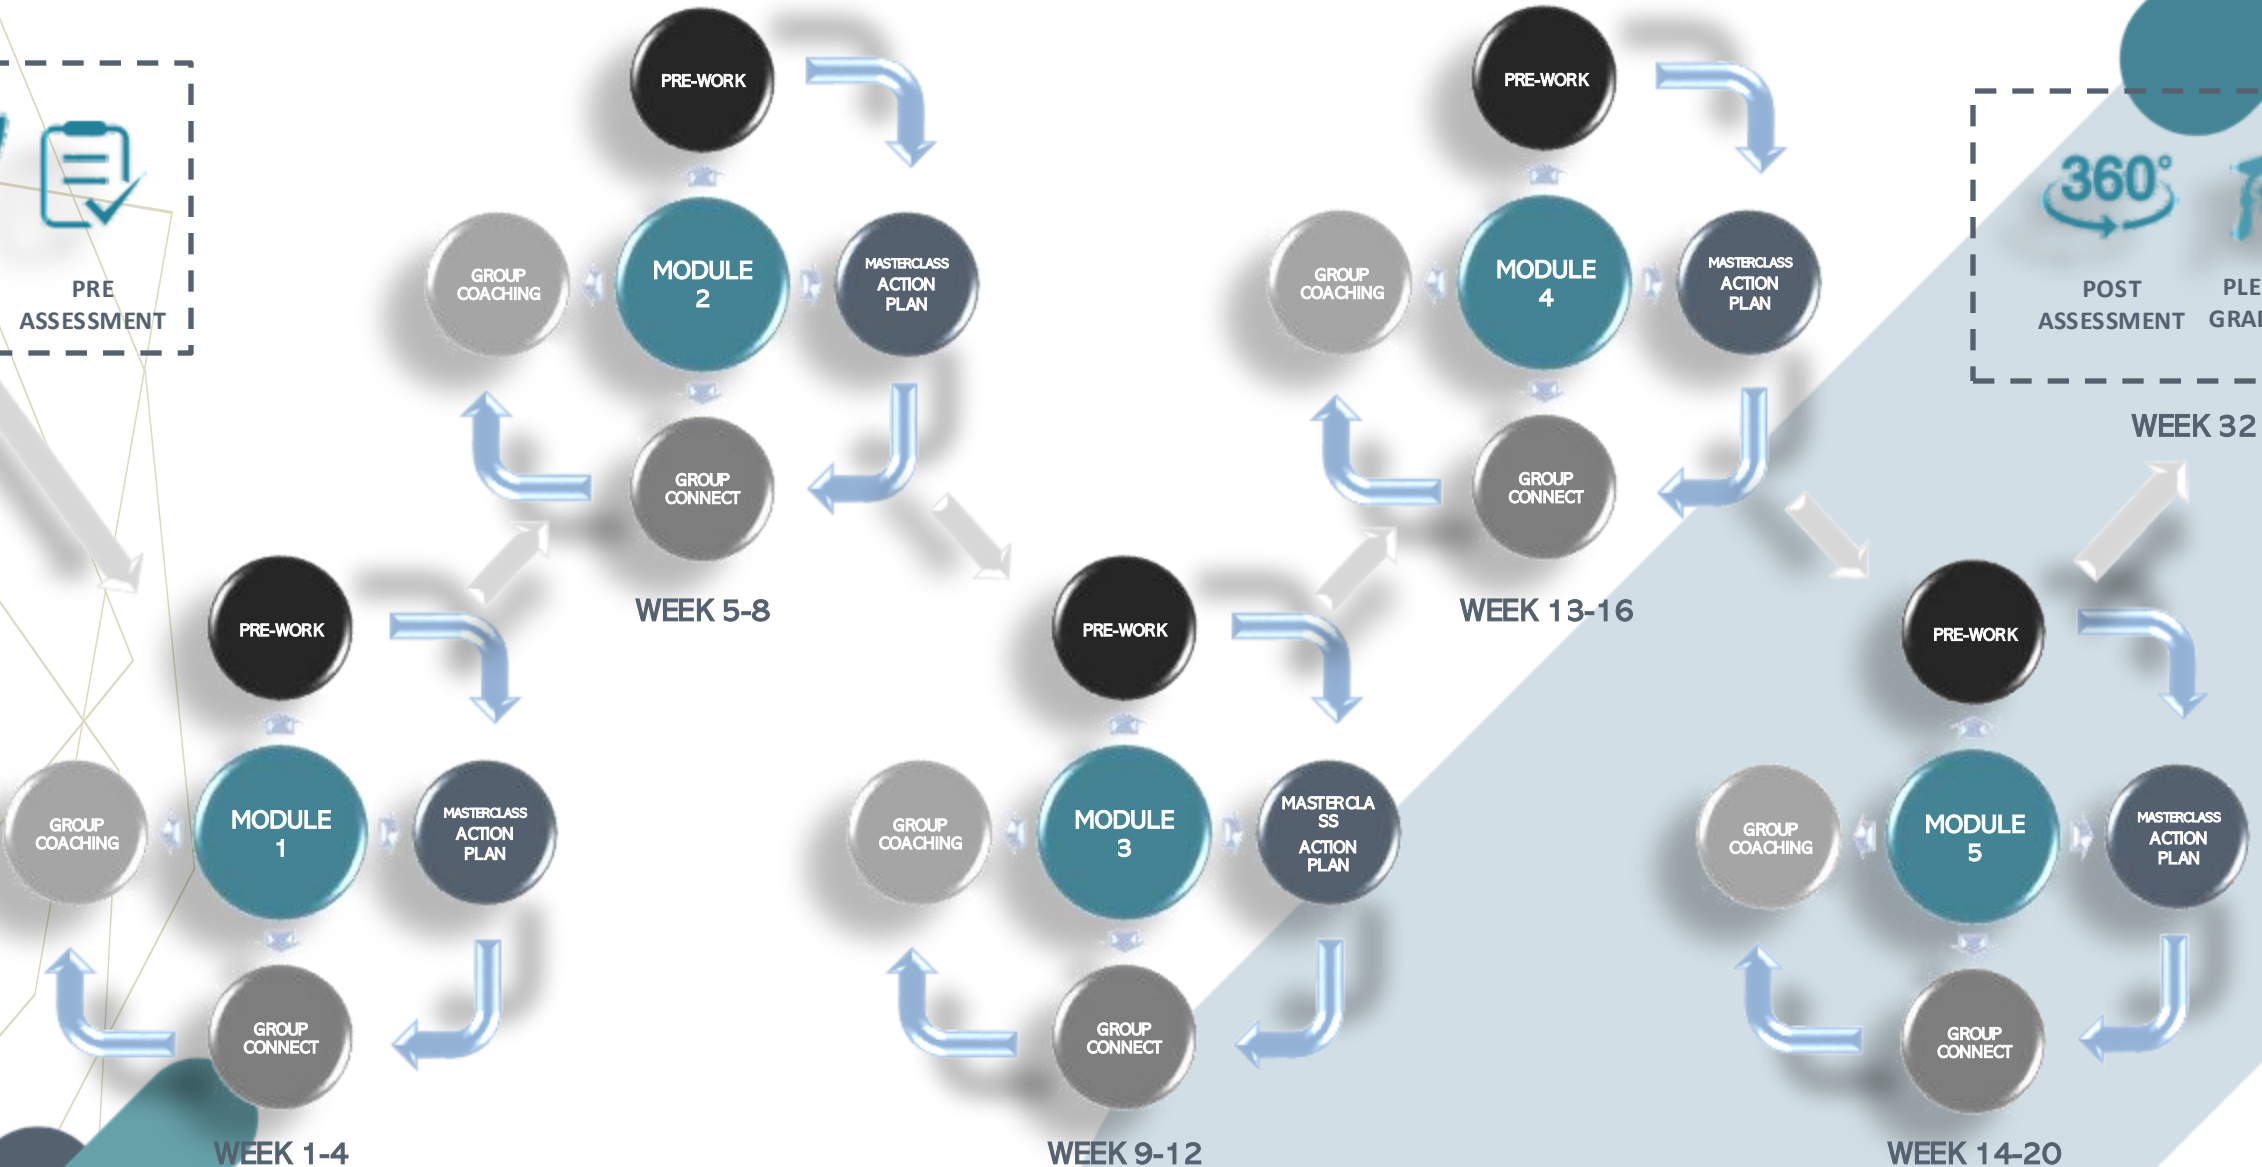 PRE
ASSESSMENT
PRE-WORK
GROUP
COACHING
MODULE
1
MASTERCLASS
ACTION
PLAN
GROUP
CONNECT
WEEK 1-4
PRE-WORK
GROUP
COACHING
MODULE
2
MASTERCLASS
ACTION
PLAN
GROUP
CONNECT
WEEK 5-8
PRE-WORK
GROUP
COACHING
MODULE
3
MASTERCLA
SS
ACTION
PLAN
GROUP
CONNECT
WEEK 9-12
PRE-WORK
GROUP
COACHING
MODULE
4
MASTERCLASS
ACTION
PLAN
GROUP
CONNECT
WEEK 13-16
PRE-WORK
GROUP
COACHING
MODULE
5
MASTERCLASS
ACTION
PLAN
GROUP
CONNECT
WEEK 14-20
360°
POST
ASSESSMENT
WEEK 32